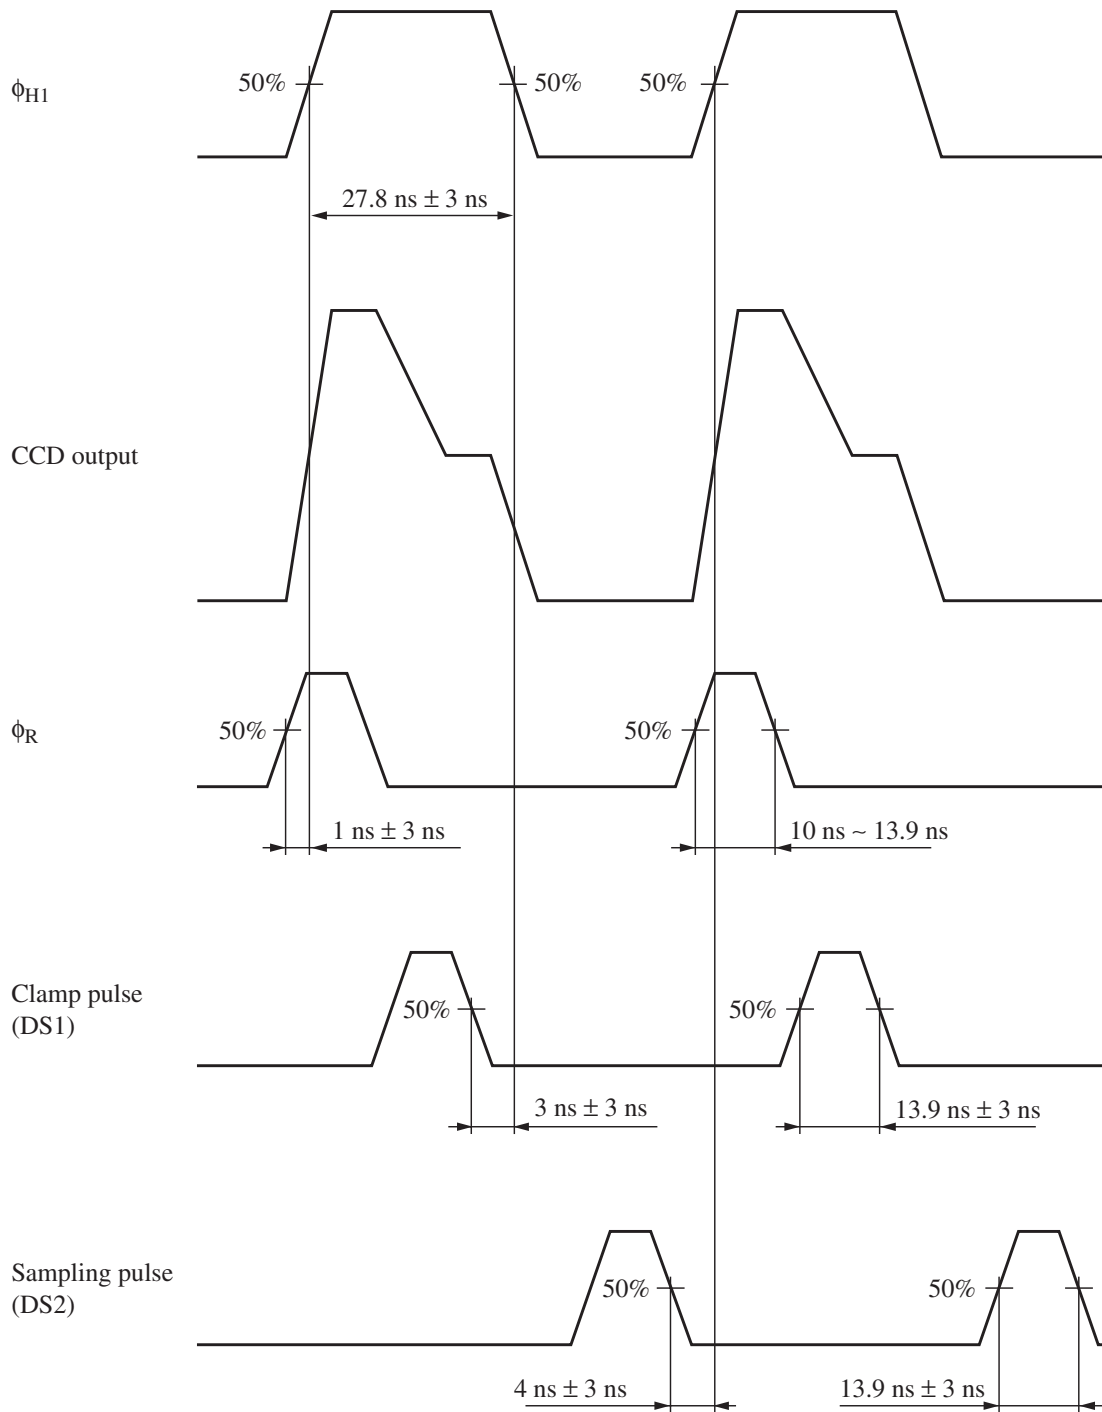 50% 50% 50%
ϕH1
27.8 ns ± 3 ns
CCD output
ϕR
50% 50%
1 ns ± 3 ns 10 ns ~ 13.9 ns
Clamp pulse
(DS1)
50% 50%
3 ns ± 3 ns 13.9 ns ± 3 ns
Sampling pulse
(DS2)
50% 50%
4 ns ± 3 ns 13.9 ns ± 3 ns